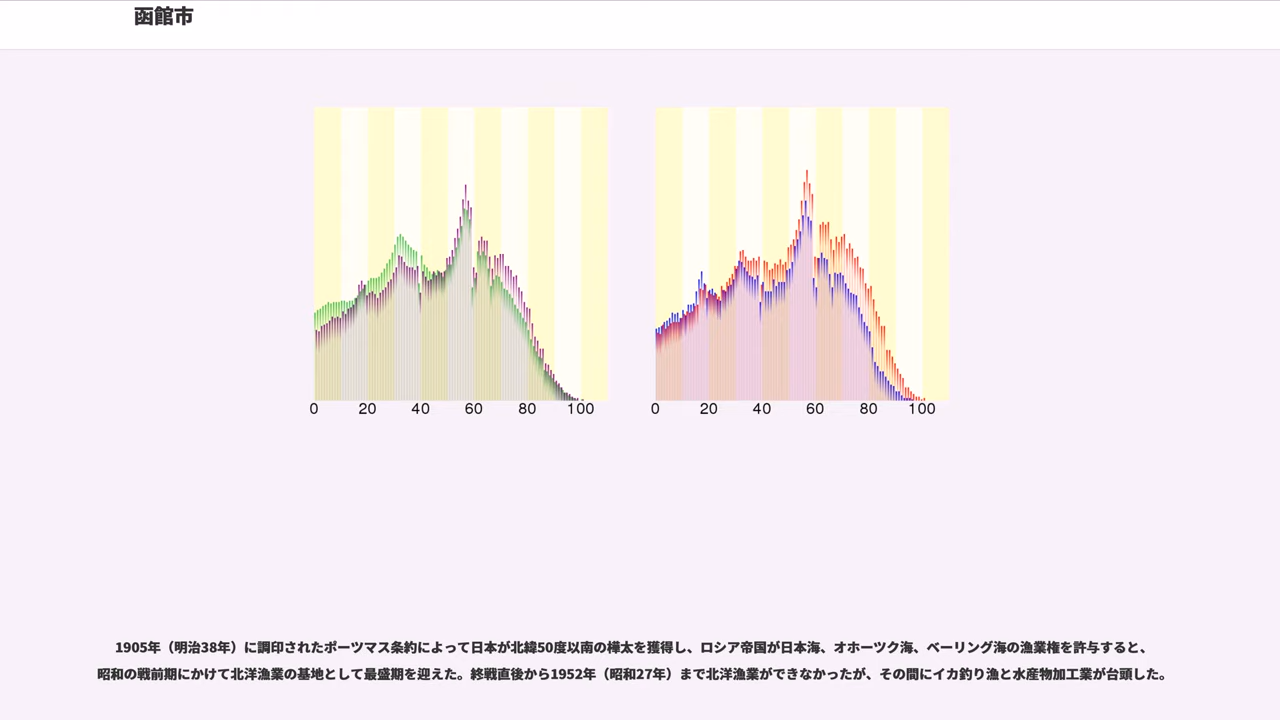 函館市
0 20 40 60 80 100
0 20 40 60 80 100
1905年（明治38年）に調印されたポーツマス条約によって日本が北緯50度以南の樺太を獲得し、ロシア帝国が日本海、オホーツク海、ベーリング海の漁業権を許与すると、
昭和の戦前期にかけて北洋漁業の基地として最盛期を迎えた。終戦直後から1952年（昭和27年）まで北洋漁業ができなかったが、その間にイカ釣り漁と水産物加工業が台頭した。